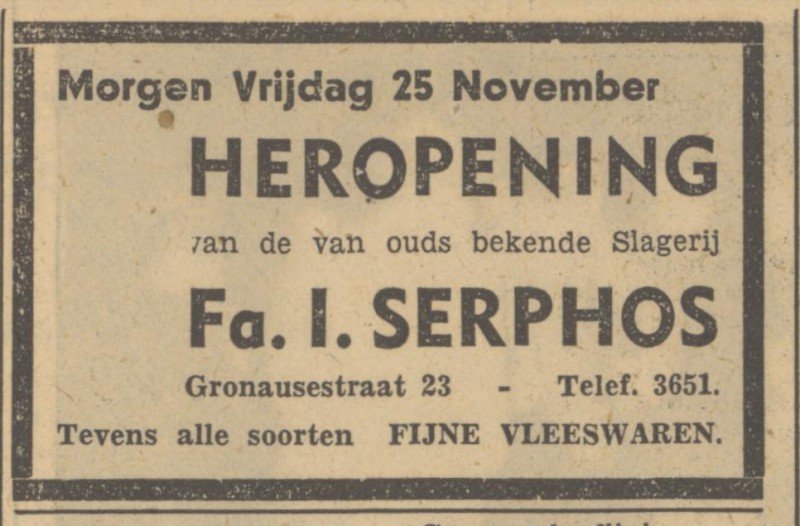 Morgen Vrijdag 25 November
HEROPENING
van de van ouds bekende Slagerij
Fa. I. SERPHOS
Gronausestraat 23 - Telef. 3651.
Tevens alle soorten FIJNE VLEESWAREN.